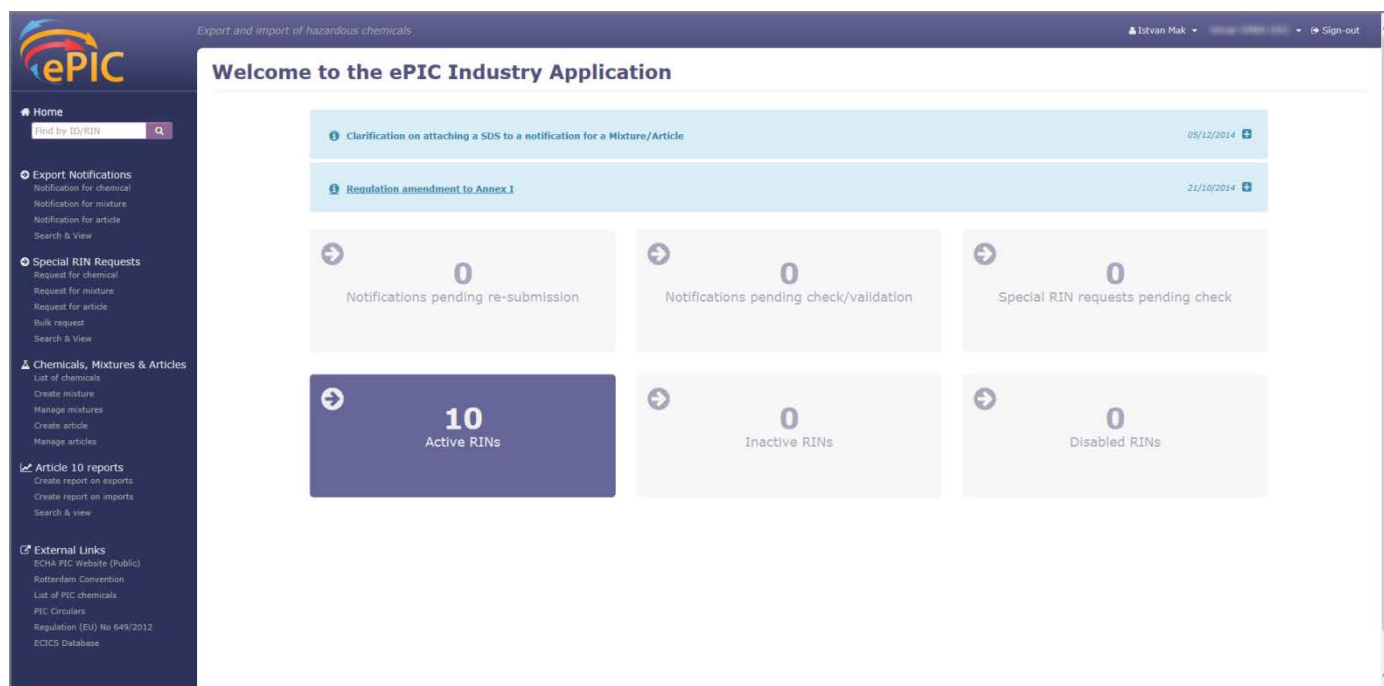 ePIC
Export and import of hazardous chemicals
Istvan Mak
Sign-out
Welcome to the ePIC Industry Application
Home
Find by ID/RIN
Export Notifications
Notification for chemical
Notification for mixture
Notification for article
Search & View
Special RIN Requests
Request for chemical
Request for mixture
Request for article
Bulk request
Search & View
Chemicals, Mixtures & Articles
List of chemicals
Create mixture
Manage mixtures
Create article
Manage articles
Article 10 reports
Create report on exports
Create report on imports
Search & view
External Links
ECHA PIC Website (Public)
Rotterdam Convention
List of PIC chemicals
PIC Circulars
Regulation (EU) No 649/2012
ECICS Database
Clarification on attaching a SDS to a notification for a Mixture/Article 05/12/2014
Regulation amendment to Annex I 21/10/2014
0
Notifications pending re-submission
0
Notifications pending check/validation
0
Special RIN requests pending check
10
Active RINs
0
Inactive RINs
0
Disabled RINs